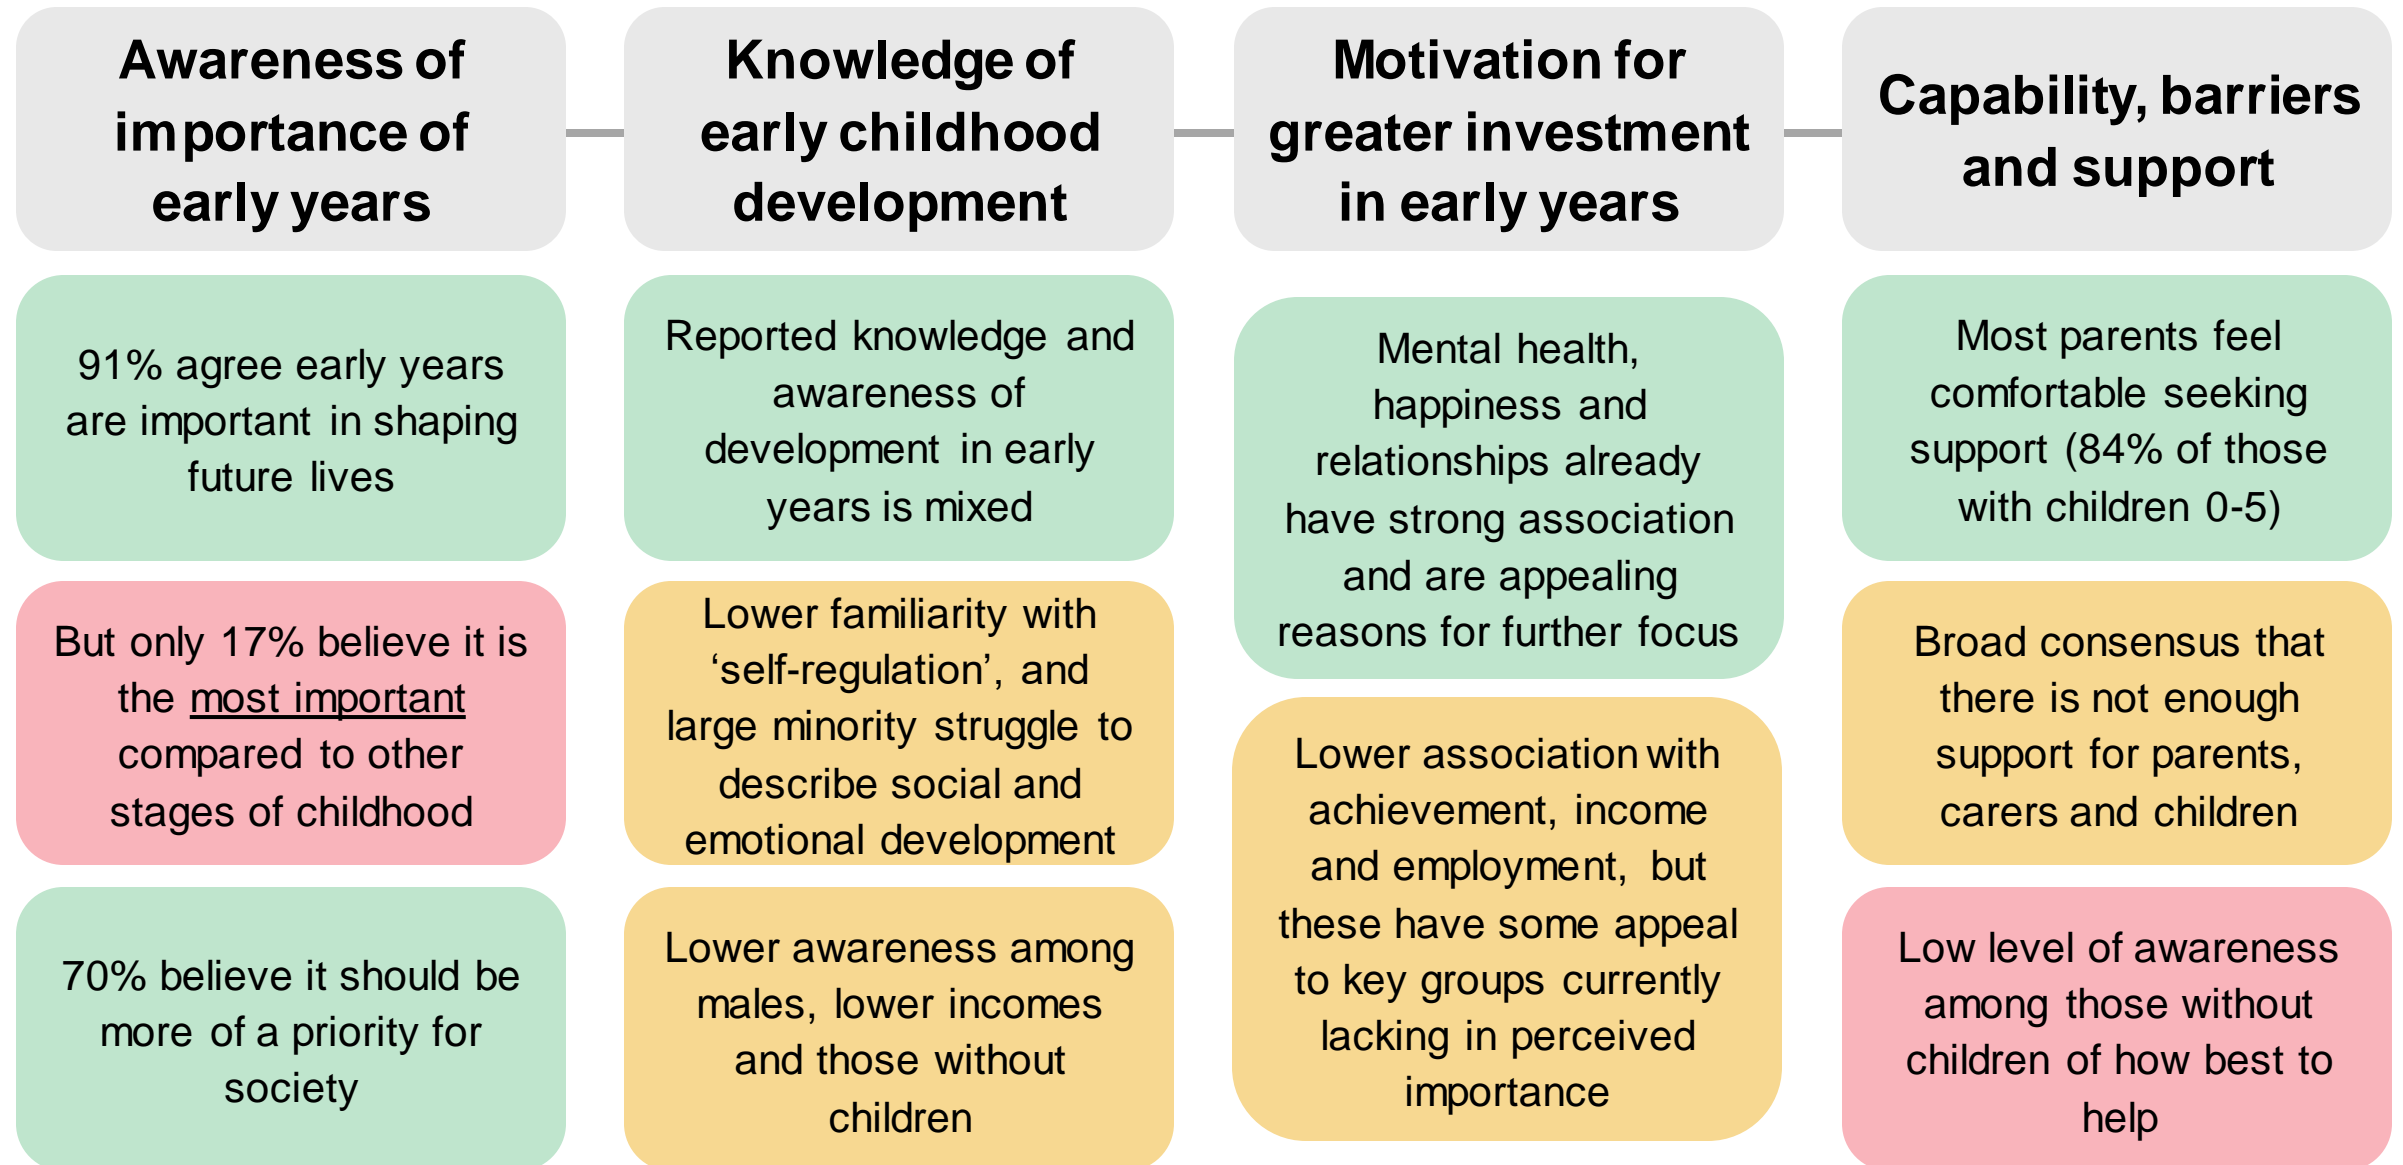 Awareness of
importance of
early years
91% agree early years
are important in shaping
future lives
But only 17% believe it is
the most important
compared to other
stages of childhood
70% believe it should be
more of a priority for
society
Knowledge of
early childhood
development
Reported knowledge and
awareness of
development in early
years is mixed
Lower familiarity with
‘self-regulation’, and
large minority struggle to
describe social and
emotional development
Lower awareness among
males, lower incomes
and those without
children
Motivation for
greater investment
in early years
Mental health,
happiness and
relationships already
have strong association
and are appealing
reasons for further focus
Lower association with
achievement, income
and employment, but
these have some appeal
to key groups currently
lacking in perceived
importance
Capability, barriers
and support
Most parents feel
comfortable seeking
support (84% of those
with children 0-5)
Broad consensus that
there is not enough
support for parents,
carers and children
Low level of awareness
among those without
children of how best to
help